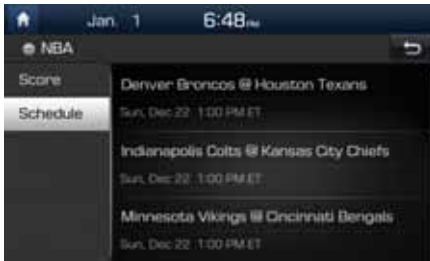 Jan. 1 6:48 PM
NBA
Score
Schedule
Denver Broncos @ Houston Texans
Sun, Dec 22 1:00 PM ET
Indianapolis Colts @ Kansas City Chiefs
Sun, Dec 22 1:00 PM ET
Minnesota Vikings @ Cincinnati Bengals
Sun, Dec 22 1:00 PM ET